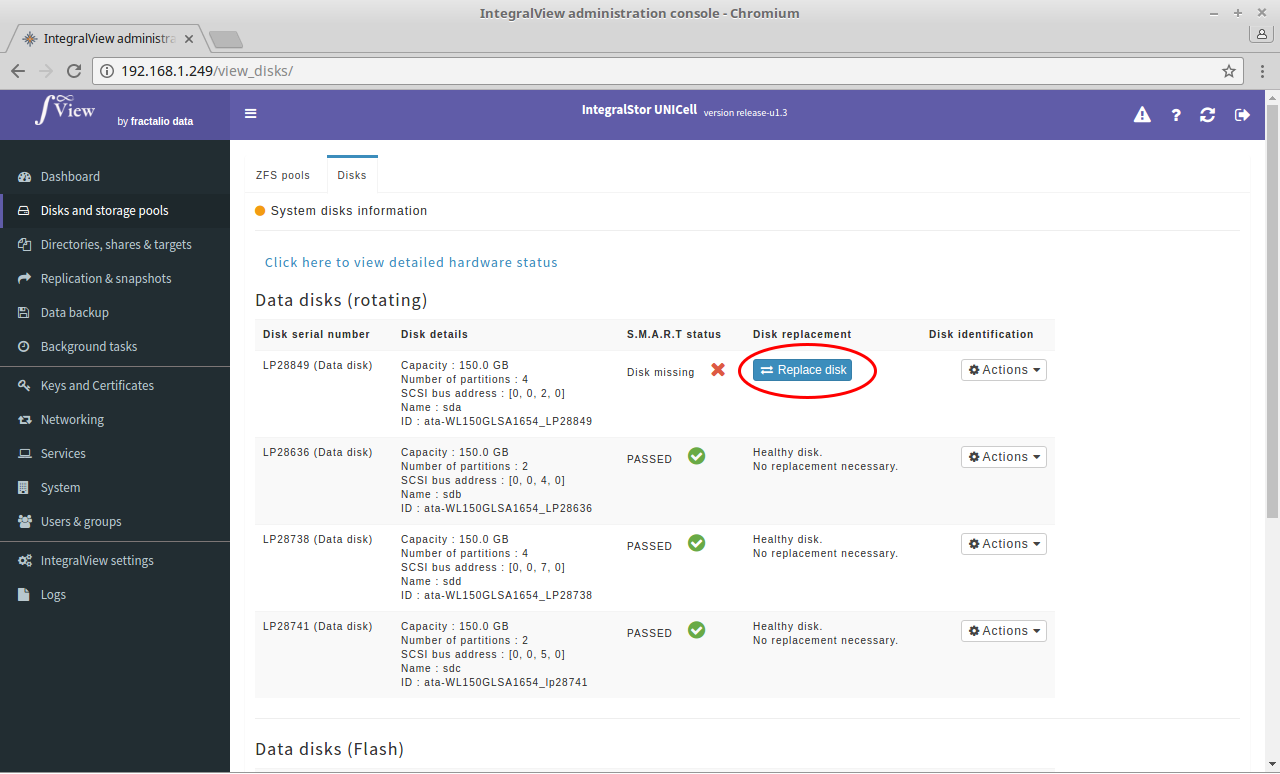 IntegralView administration console - Chromium
IntegralView administra
192.168.1.249/view_disks/
View
by fractalio data
IntegralStor UNICell version release-u1.3
Dashboard
Disks and storage pools
Directories, shares & targets
Replication & snapshots
Data backup
Background tasks
Keys and Certificates
Networking
Services
System
Users & groups
IntegralView settings
Logs
ZFS pools
Disks
System disks information
Click here to view detailed hardware status
Data disks (rotating)
Disk serial number Disk details S.M.A.R.T status Disk replacement Disk identification
LP28849 (Data disk)
Capacity : 150.0 GB
Number of partitions : 4
SCSI bus address : [0, 0, 2, 0]
Name : sda
ID : ata-WL150GLSA1654_LP28849
Disk missing
Replace disk
Actions
LP28636 (Data disk)
Capacity : 150.0 GB
Number of partitions : 2
SCSI bus address : [0, 0, 4, 0]
Name : sdb
ID : ata-WL150GLSA1654_LP28636
PASSED
Healthy disk.
No replacement necessary.
Actions
LP28738 (Data disk)
Capacity : 150.0 GB
Number of partitions : 4
SCSI bus address : [0, 0, 7, 0]
Name : sdd
ID : ata-WL150GLSA1654_LP28738
PASSED
Healthy disk.
No replacement necessary.
Actions
LP28741 (Data disk)
Capacity : 150.0 GB
Number of partitions : 2
SCSI bus address : [0, 0, 5, 0]
Name : sdc
ID : ata-WL150GLSA1654_lp28741
PASSED
Healthy disk.
No replacement necessary.
Actions
Data disks (Flash)